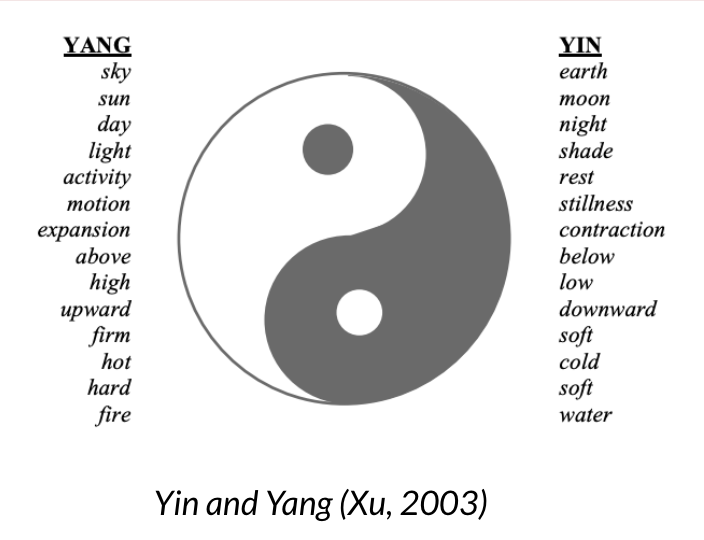 YANG
sky
sun
day
light
activity
motion
expansion
above
high
upward
firm
hot
hard
fire
YIN
earth
moon
night
shade
rest
stillness
contraction
below
low
downward
soft
cold
soft
water
Yin and Yang (Xu, 2003)